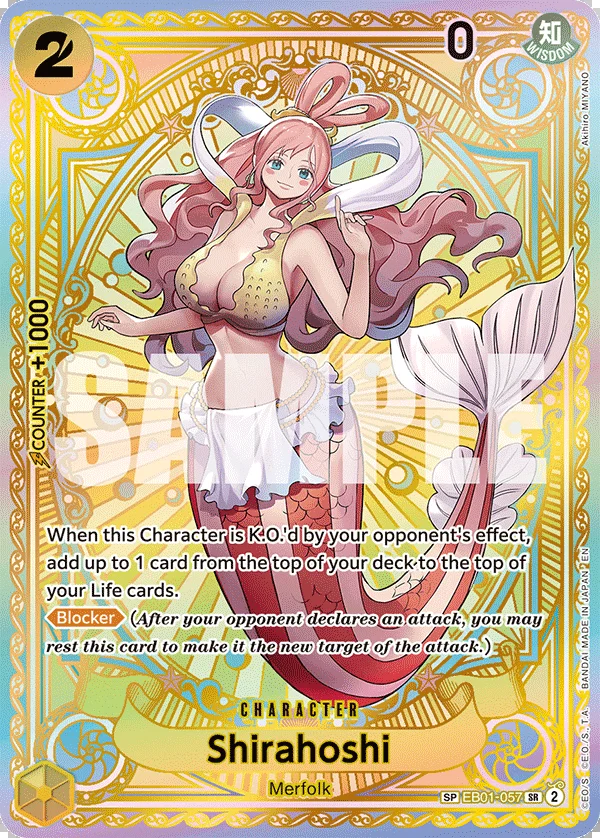 2
0
知
WISDOM
Akihiro MIYANO
COUNTER +1000
SAMPLE
When this Character is K.O.'d by your opponent's effect,
add up to 1 card from the top of your deck to the top of
your Life cards.
Blocker (After your opponent declares an attack, you may
rest this card to make it the new target of the attack.)
CHARACTER
Shirahoshi
Merfolk
SP EB01-057 SR 2
©E.O./S. ©E.O./S., T.A. BANDAI MADE IN JAPAN EN